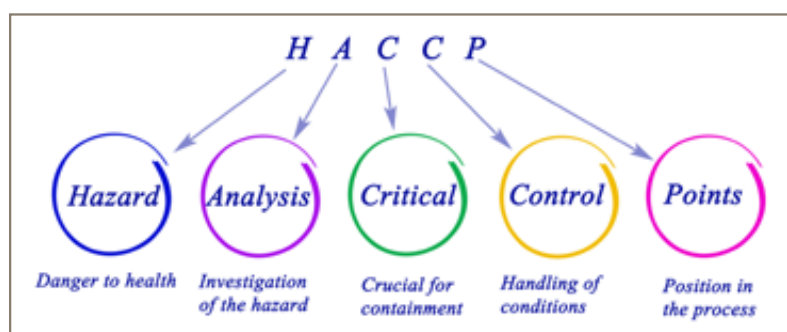 H A C C P
Hazard Analysis Critical Control Points
Danger to health
Investigation
of the hazard
Crucial for
containment
Handling of
conditions
Position in
the process